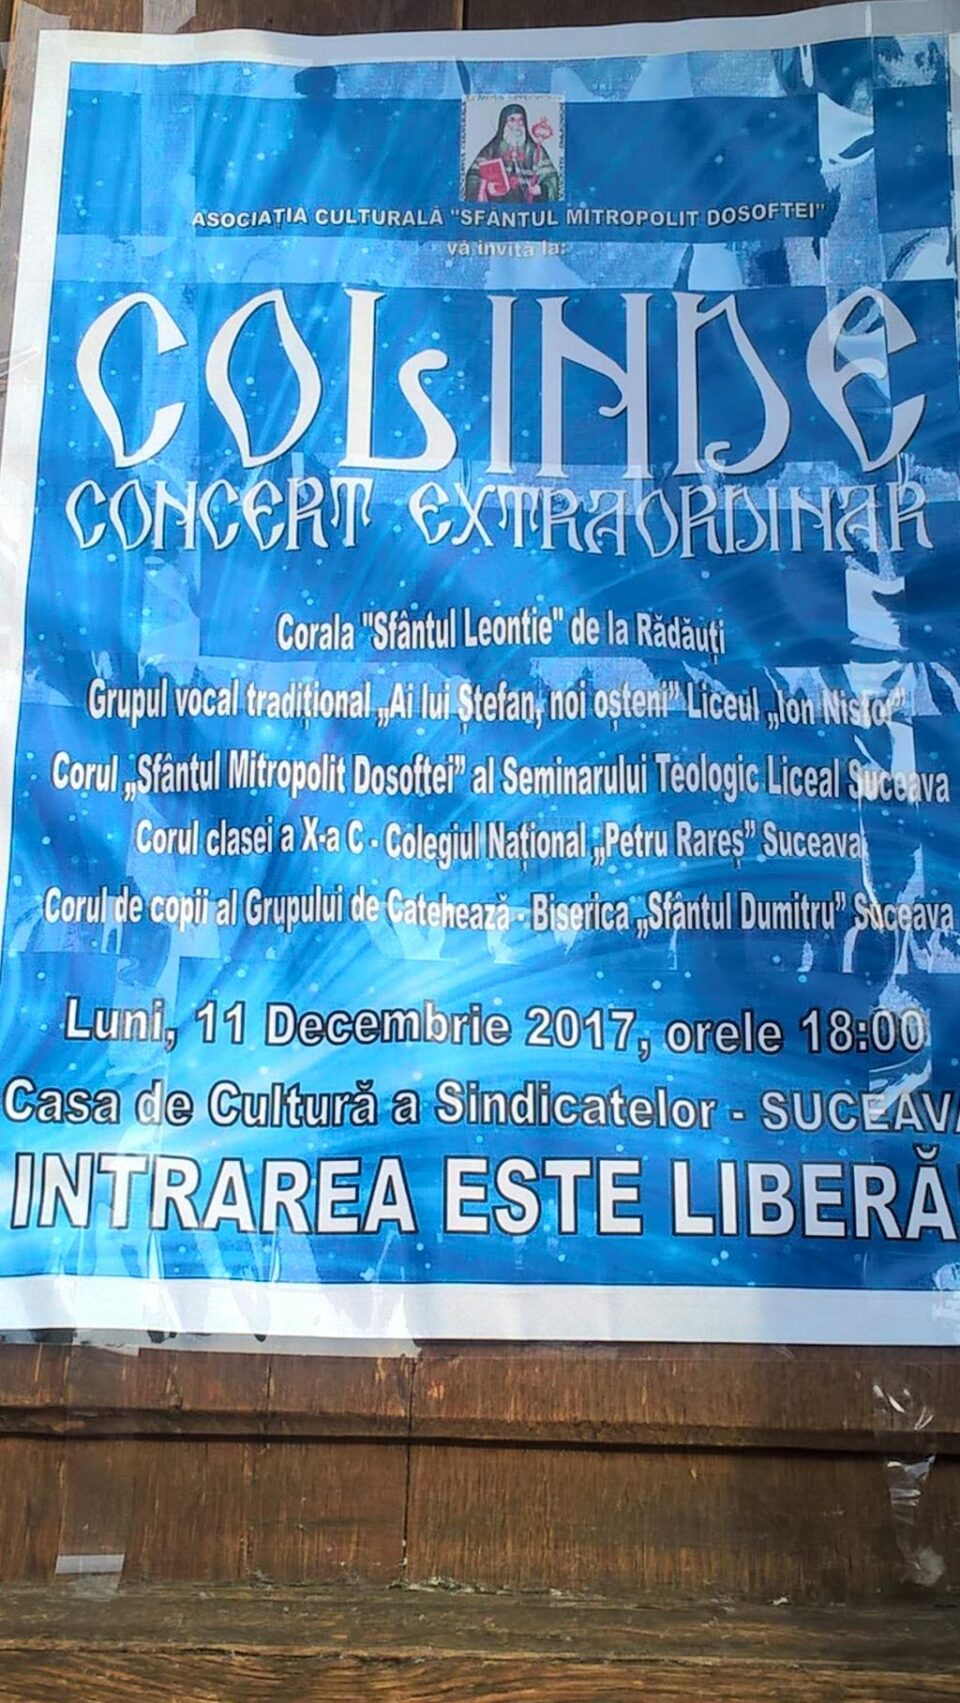 ASOCIAȚIA CULTURALĂ "SFÂNTUL MITROPOLIT DOSOFTEI"
vă invită la:
COLINDE
CONCERT EXTRAORDINAR
Corala "Sfântul Leontie" de la Rădăuți
Grupul vocal tradițional „Ai lui Ștefan, noi oșteni” Liceul „Ion Nistor”
Corul „Sfântul Mitropolit Dosoftei” al Seminarului Teologic Liceal Suceava
Corul clasei a X-a C - Colegiul Național „Petru Rareș” Suceava
Corul de copii al Grupului de Catehează - Biserica „Sfântul Dumitru” Suceava
Luni, 11 Decembrie 2017, orele 18:00
Casa de Cultură a Sindicatelor - SUCEAVA
INTRAREA ESTE LIBERĂ